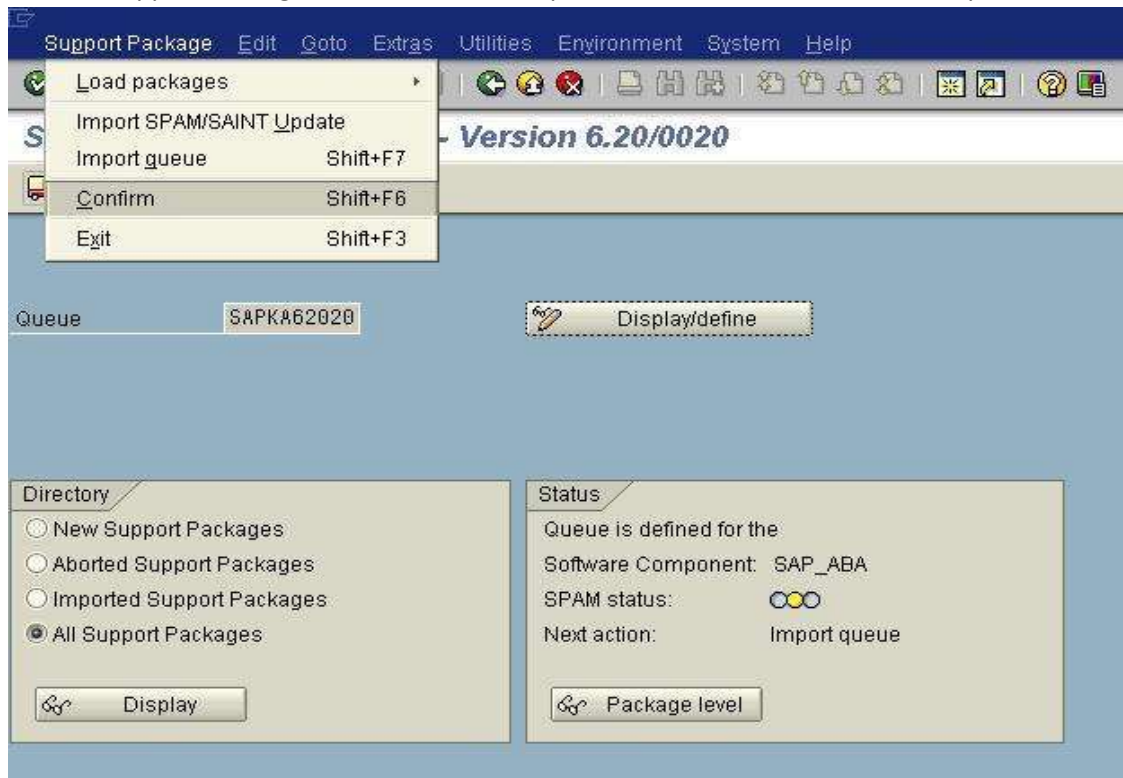 Support Package Edit Goto Extras Utilities Environment System Help
Load packages
S - Version 6.20/0020
Import SPAM/SAINT Update
Import queue Shift+F7
Confirm Shift+F6
Exit Shift+F3
Queue SAPKA62020 Display/define
Directory
New Support Packages
Aborted Support Packages
Imported Support Packages
All Support Packages
Display
Status
Queue is defined for the
Software Component: SAP_ABA
SPAM status:
Next action: Import queue
Package level